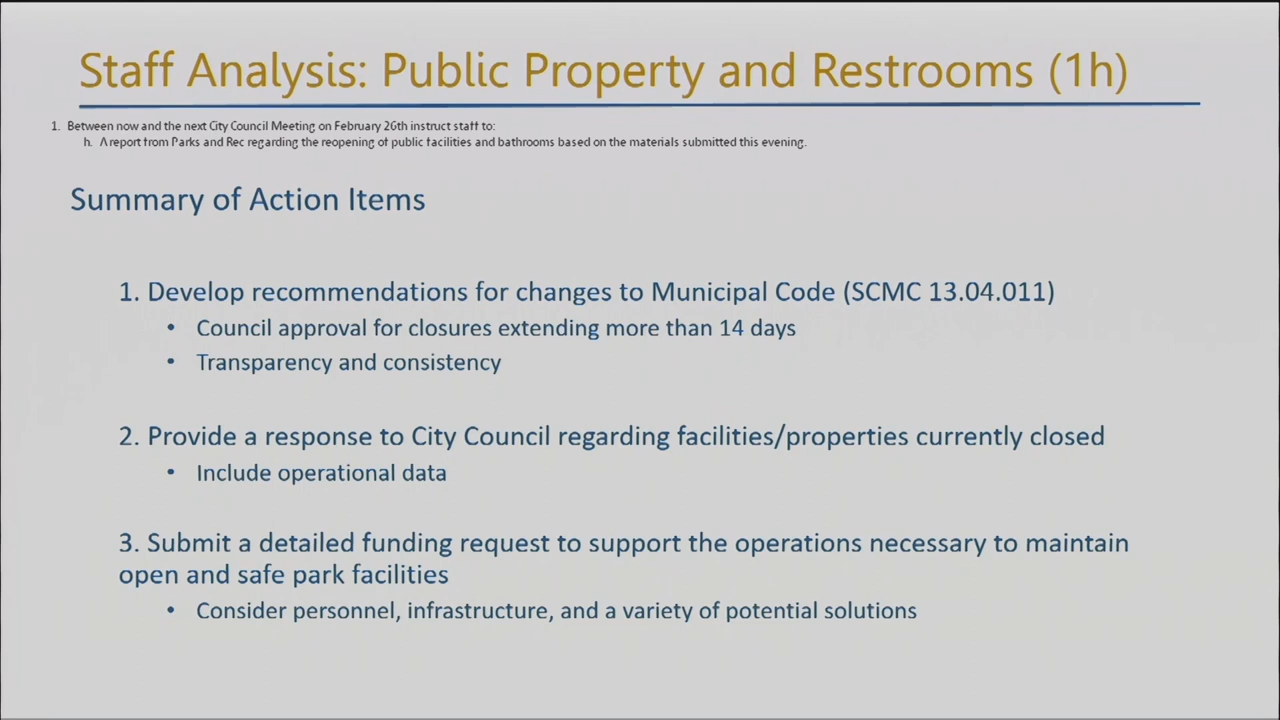 Staff Analysis: Public Property and Restrooms (1h)
1. Between now and the next City Council Meeting on February 26th instruct staff to:
h. A report from Parks and Rec regarding the reopening of public facilities and bathrooms based on the materials submitted this evening.
Summary of Action Items
1. Develop recommendations for changes to Municipal Code (SCMC 13.04.011)
• Council approval for closures extending more than 14 days
• Transparency and consistency
2. Provide a response to City Council regarding facilities/properties currently closed
• Include operational data
3. Submit a detailed funding request to support the operations necessary to maintain
open and safe park facilities
• Consider personnel, infrastructure, and a variety of potential solutions